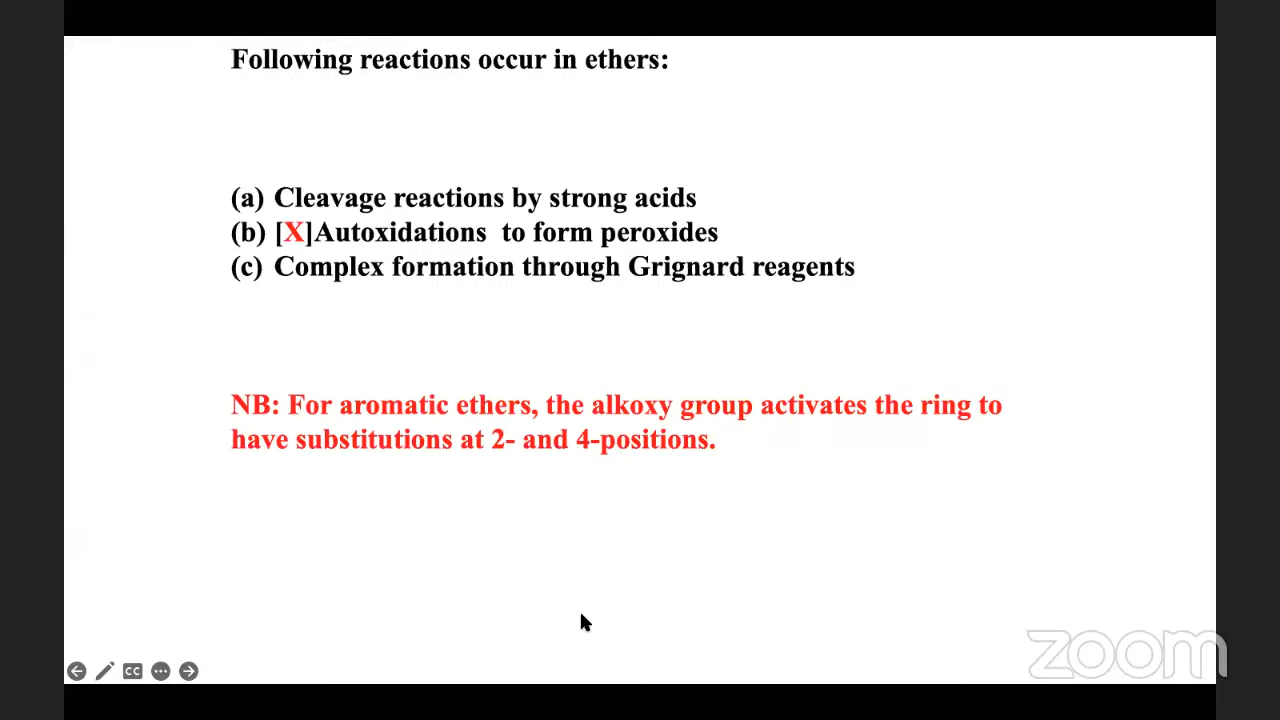 Following reactions occur in ethers:
(a) Cleavage reactions by strong acids
(b) [X]Autoxidations to form peroxides
(c) Complex formation through Grignard reagents
NB: For aromatic ethers, the alkoxy group activates the ring to
have substitutions at 2- and 4-positions.
CC
zoom